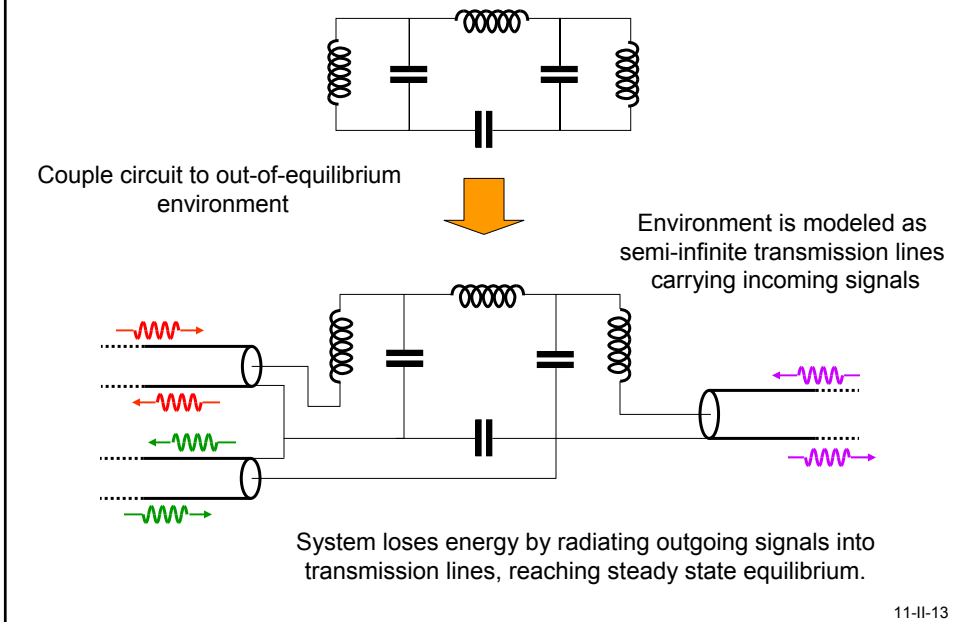 Couple circuit to out-of-equilibrium
environment
Environment is modeled as
semi-infinite transmission lines
carrying incoming signals
System loses energy by radiating outgoing signals into
transmission lines, reaching steady state equilibrium.
11-II-13